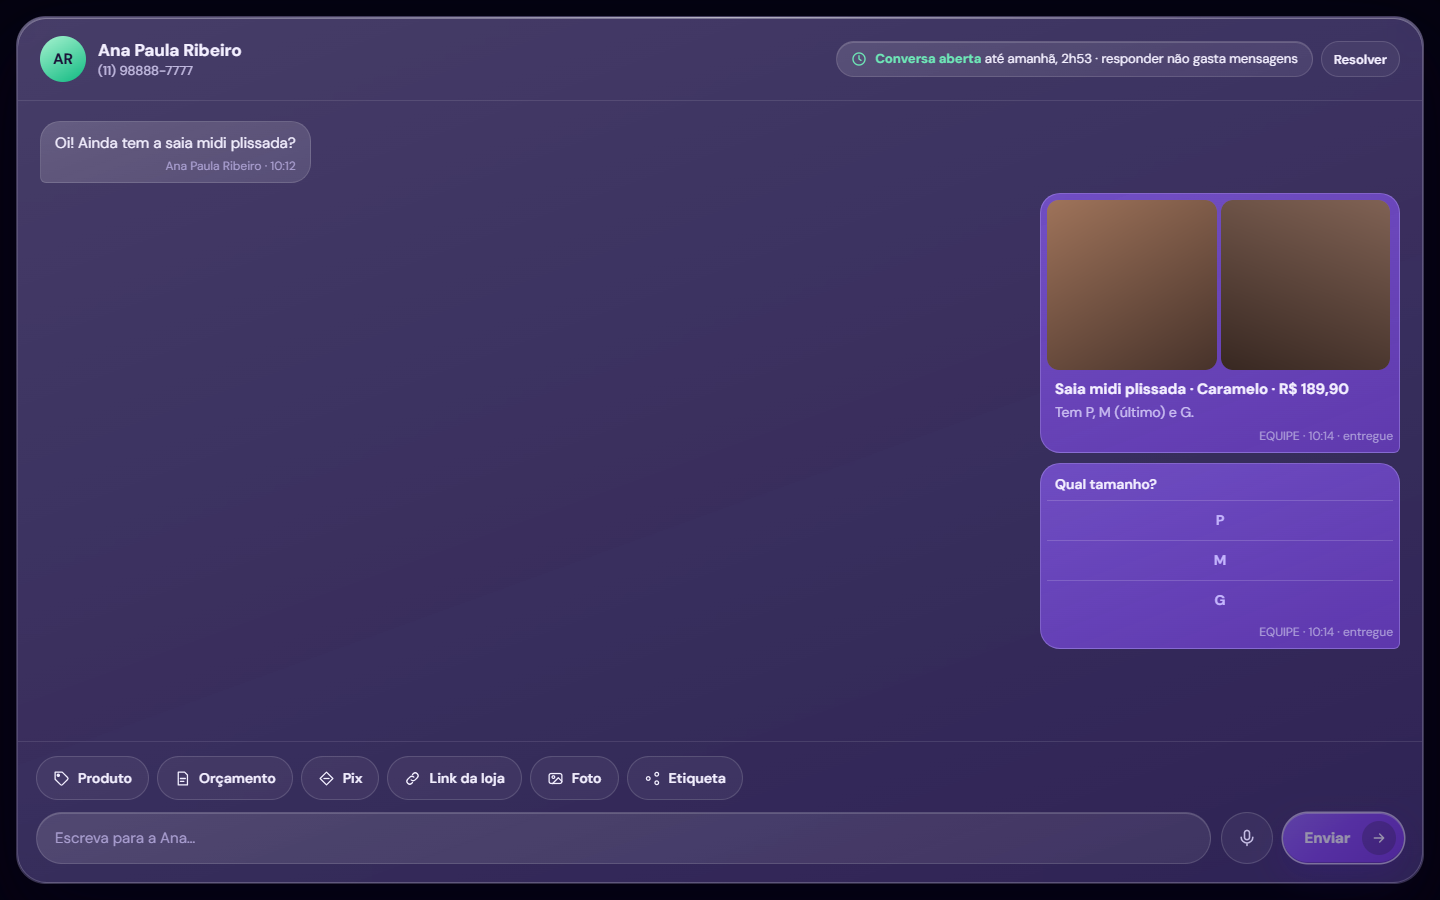 AR
Ana Paula Ribeiro
(11) 98888-7777
Conversa aberta até amanhã, 2h53 · responder não gasta mensagens
Resolver
Oi! Ainda tem a saia midi plissada?
Ana Paula Ribeiro · 10:12
Saia midi plissada · Caramelo · R$ 189,90
Tem P, M (último) e G.
EQUIPE · 10:14 · entregue
Qual tamanho?
P
M
G
EQUIPE · 10:14 · entregue
Produto
Orçamento
Pix
Link da loja
Foto
Etiqueta
Escreva para a Ana...
Enviar